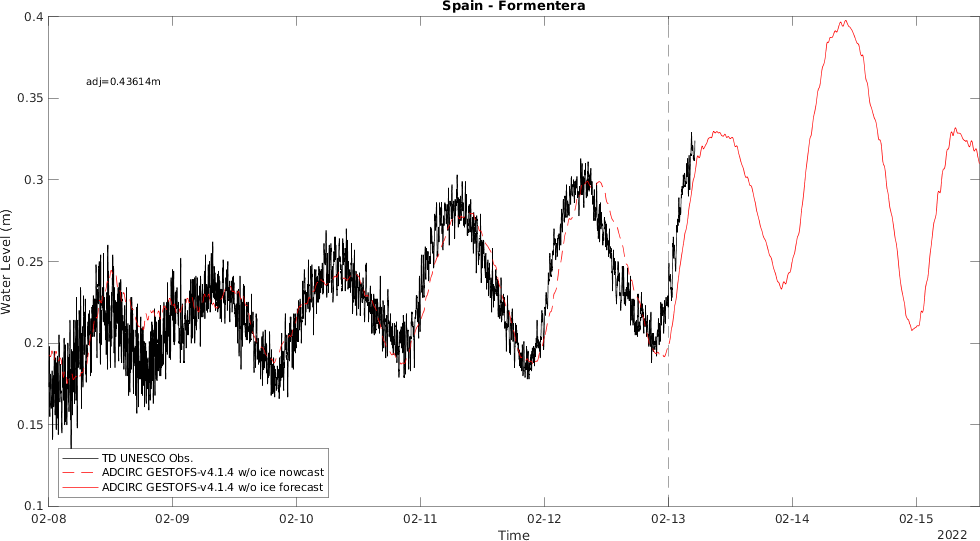 Spain - Formentera
0.4
adj=0.43614m
0.35
0.3
0.25
0.2
0.15
0.1
Water Level (m)
TD UNESCO Obs.
ADCIRC GESTOFS-v4.1.4 w/o ice nowcast
ADCIRC GESTOFS-v4.1.4 w/o ice forecast
02-08 02-09 02-10 02-11 02-12 02-13 02-14 02-15
Time
2022